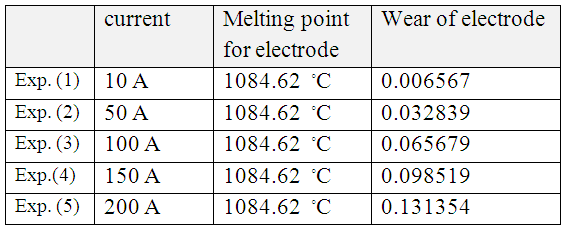 current Melting point for electrode Wear of electrode
Exp. (1) 10 A 1084.62 °C 0.006567
Exp. (2) 50 A 1084.62 °C 0.032839
Exp. (3) 100 A 1084.62 °C 0.065679
Exp.(4) 150 A 1084.62 °C 0.098519
Exp. (5) 200 A 1084.62 °C 0.131354